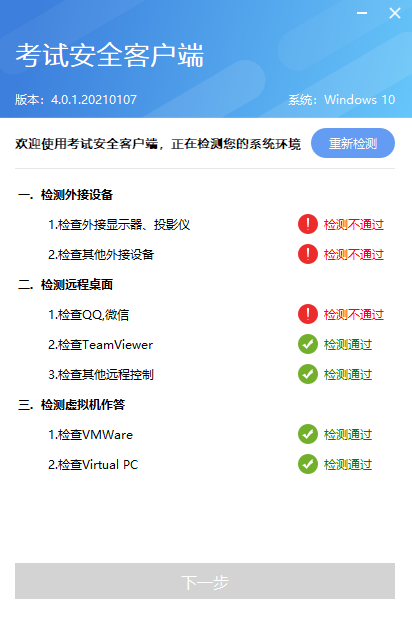 考试安全客户端
版本：4.0.1.20210107 系统：Windows 10
欢迎使用考试安全客户端，正在检测您的系统环境 重新检测
一. 检测外接设备
1.检查外接显示器、投影仪 检测不通过
2.检查其他外接设备 检测不通过
二. 检测远程桌面
1.检查QQ,微信 检测不通过
2.检查TeamViewer 检测通过
3.检查其他远程控制 检测通过
三. 检测虚拟机作答
1.检查VMWare 检测通过
2.检查Virtual PC 检测通过
下一步